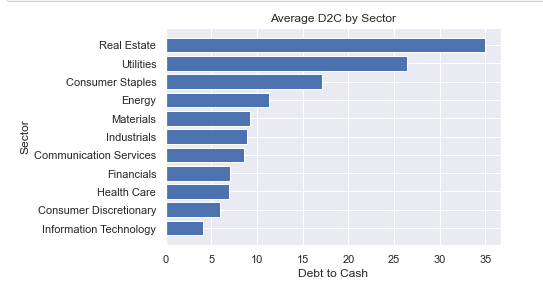 Average D2C by Sector
Real Estate
Utilities
Consumer Staples
Energy
Materials
Industrials
Communication Services
Financials
Health Care
Consumer Discretionary
Information Technology
Sector
0 5 10 15 20 25 30 35
Debt to Cash